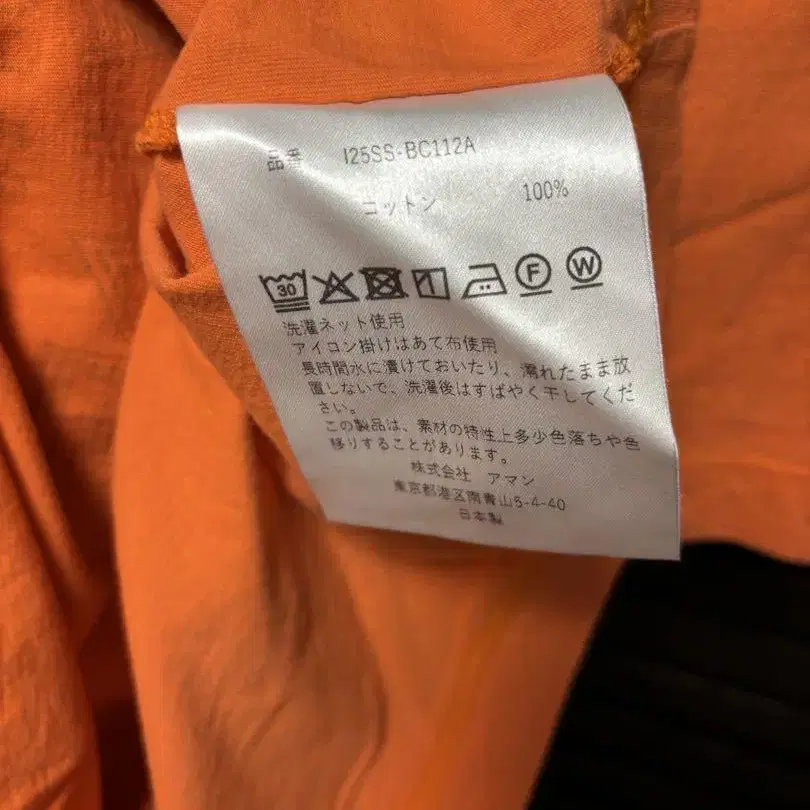 品番 I25SS-BC112A
コットン 100%
30 F W
洗濯ネット使用
アイコン掛けはあて布使用
長時間水に漬けておいたり、濡れたまま放
置しないで、洗濯後はすばやく干してくだ
さい。
この製品は、素材の特性上多少色落ちや色
移りすることがあります。
株式会社 アマン
東京都港区南青山5-4-40
日本製